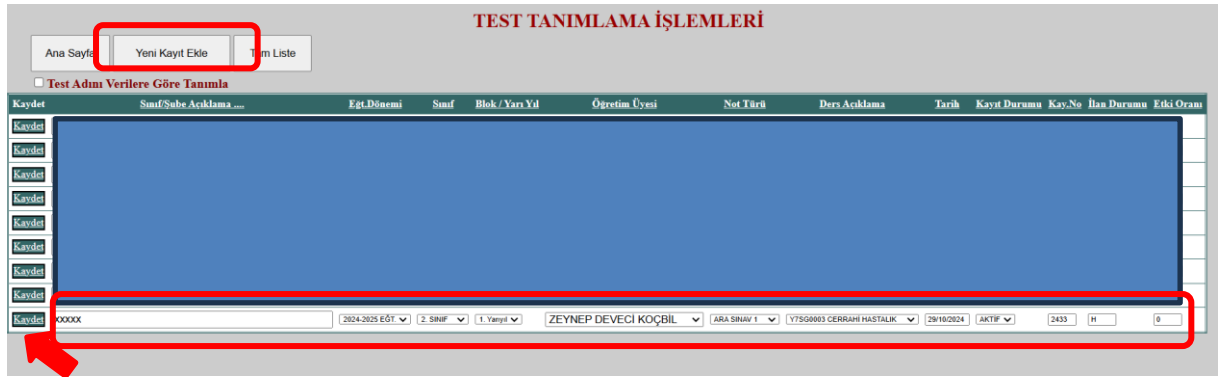 TEST TANIMLAMA İŞLEMLERİ
Ana Sayfa Yeni Kayıt Ekle Tüm Liste
Test Adını Verilere Göre Tanımla
Kaydet Sınıf/Şube Açıklama .... Eğt.Dönemi Sınıf Blok / Yarı Yıl Öğretim Üyesi Not Türü Ders Açıklama Tarih Kayıt Durumu Kay.No İlan Durumu Etki Oranı
Kaydet
Kaydet
Kaydet
Kaydet
Kaydet
Kaydet
Kaydet
Kaydet
Kaydet xxxxx 2024-2025 EĞT. 2. SINIF 1. Yarıyıl ZEYNEP DEVECİ KOÇBİL ARA SINAV 1 Y7SG0003 CERRAHİ HASTALIK 29/10/2024 AKTİF 2433 H 0